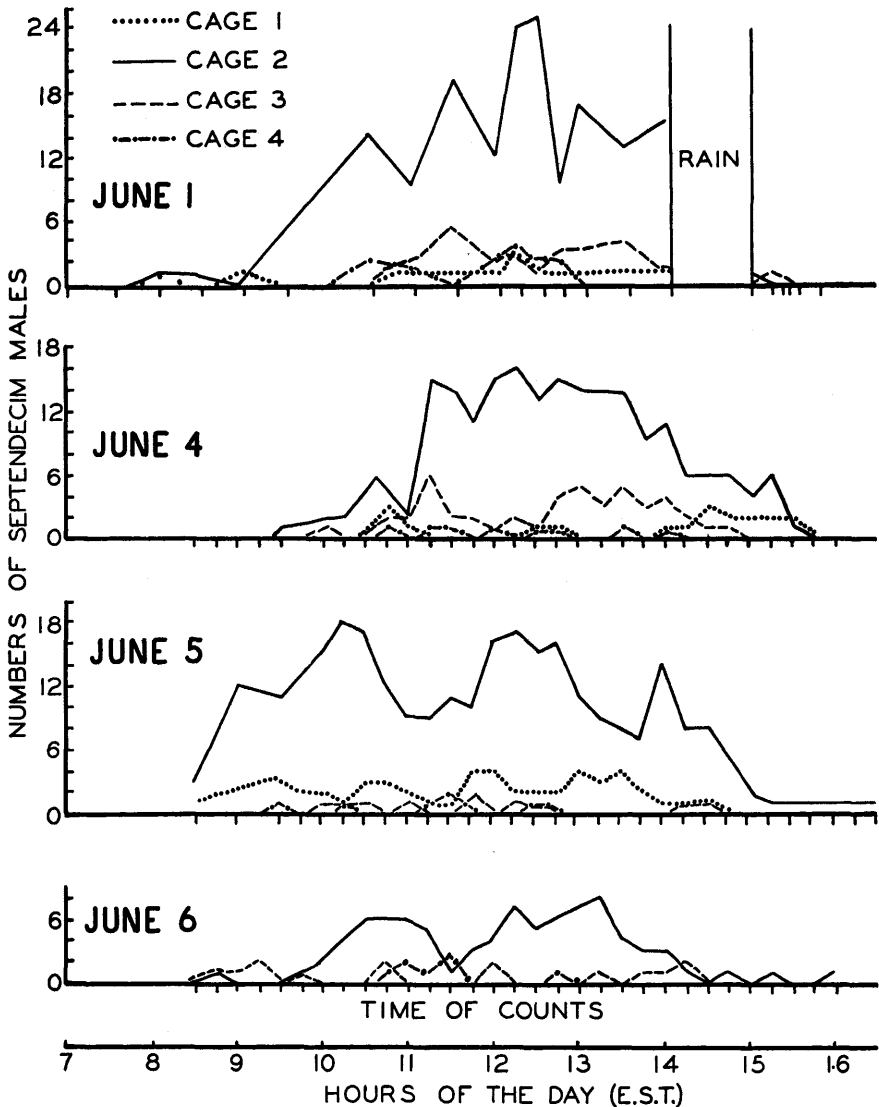 CAGE 1
CAGE 2
CAGE 3
CAGE 4
24
18
12
6
0
JUNE 1
RAIN
NUMBERS OF SEPTENDECIM MALES
18
12
6
0
JUNE 4
18
12
6
0
JUNE 5
6
0
JUNE 6
TIME OF COUNTS
7 8 9 10 11 12 13 14 15 16
HOURS OF THE DAY (E.S.T.)